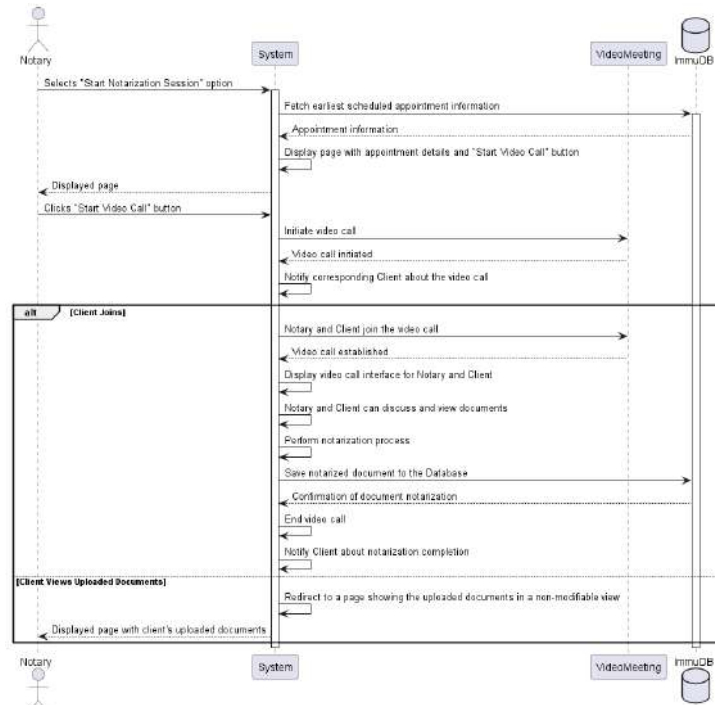 Notary
System
VideoMeeting
ImmuDB
Selects "Start Notarization Session" option
Fetch earliest scheduled appointment information
Appointment information
Display page with appointment details and "Start Video Call" button
Displayed page
Clicks "Start Video Call" button
Initiate video call
Video call initiated
Notify corresponding Client about the video call
alt
[Client Joins]
Notary and Client join the video call
Video call established
Display video call interface for Notary and Client
Notary and Client can discuss and view documents
Perform notarization process
Save notarized document to the Database
Confirmation of document notarization
End video call
Notify Client about notarization completion
[Client Views Uploaded Documents]
Redirect to a page showing the uploaded documents in a non-modifiable view
Displayed page with client's uploaded documents
Notary
System
VideoMeeting
ImmuDB